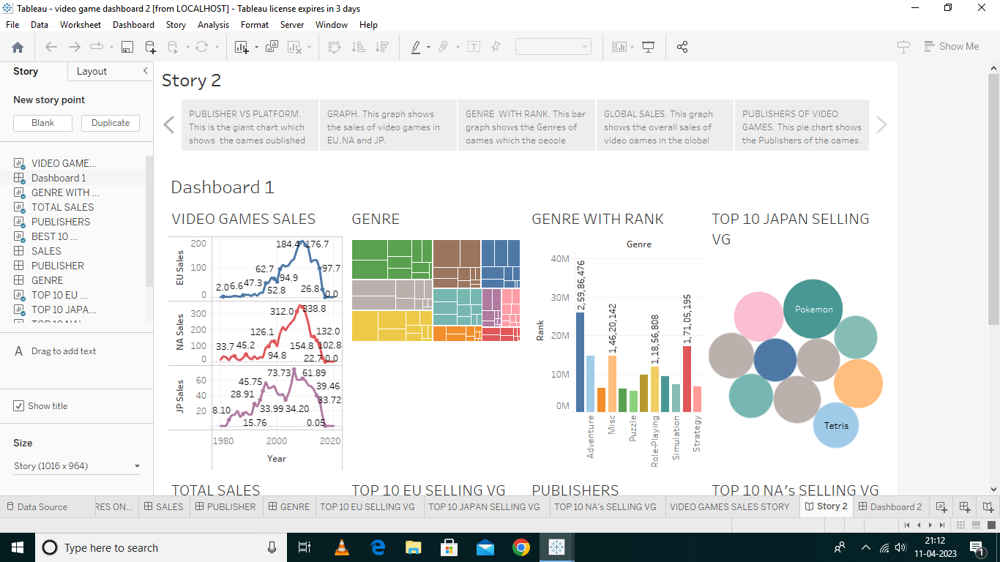 Tableau - video game dashboard 2 [from LOCALHOST] - Tableau license expires in 3 days
File Data Worksheet Dashboard Story Analysis Format Server Window Help
Show Me
Story Layout
New story point
Blank Duplicate
VIDEO GAME...
Dashboard 1
GENRE WITH ...
TOTAL SALES
PUBLISHERS
BEST 10 ...
SALES
PUBLISHER
GENRE
TOP 10 EU ...
TOP 10 JAPA...
Drag to add text
Show title
Size
Story (1016 x 964)
Story 2
PUBLISHER VS PLATFORM.
This is the giant chart which
shows the games published
GRAPH. This graph shows
the sales of video games in
EU,NA and JP.
GENRE WITH RANK. This bar
graph shows the Genres of
games which the people
GLOBAL SALES. This graph
shows the overall sales of
video games in the global
PUBLISHERS OF VIDEO
GAMES. This pie chart shows
the Publishers of the games.
Dashboard 1
VIDEO GAMES SALES
EU Sales
200
100
0
184.4 176.7
62.7 97.7
2.0 6.6 47.3 94.9
52.8 26.8 0.0
NA Sales
300
200
100
0
312.0 338.8
126.1 132.0
33.7 45.2 154.8 102.8
94.8 22.7 0.0
JP Sales
60
40
20
0
73.73 61.89
45.75 39.46
28.91 33.72
8.10 33.99 34.20
15.76 0.05
1980 2000 2020
Year
GENRE
GENRE WITH RANK
Genre
Rank
40M
30M
20M
10M
0M
2,59,86,476
1,46,20,142
1,18,56,808
1,71,05,195
Adventure
Misc
Puzzle
Role-Playing
Simulation
Strategy
TOP 10 JAPAN SELLING
VG
Pokemon
Tetris
TOTAL SALES
TOP 10 EU SELLING VG
PUBLISHERS
TOP 10 NA's SELLING VG
Data Source RES ON... SALES PUBLISHER GENRE TOP 10 EU SELLING VG TOP 10 JAPAN SELLING VG TOP 10 NA's SELLING VG VIDEO GAMES SALES STORY Story 2 Dashboard 2
Type here to search
21:12
11-04-2023
1